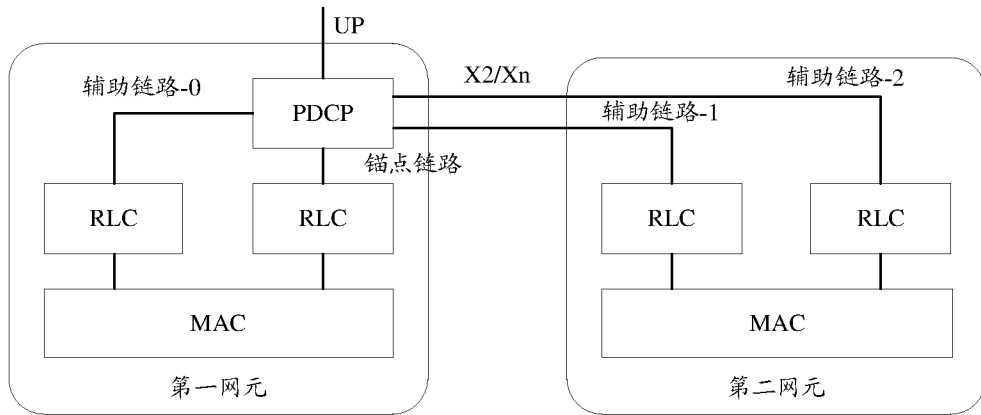 UP
X2/Xn
辅助链路-0
辅助链路-2
PDCP
辅助链路-1
锚点链路
RLC
RLC
RLC
RLC
MAC
MAC
第一网元
第二网元